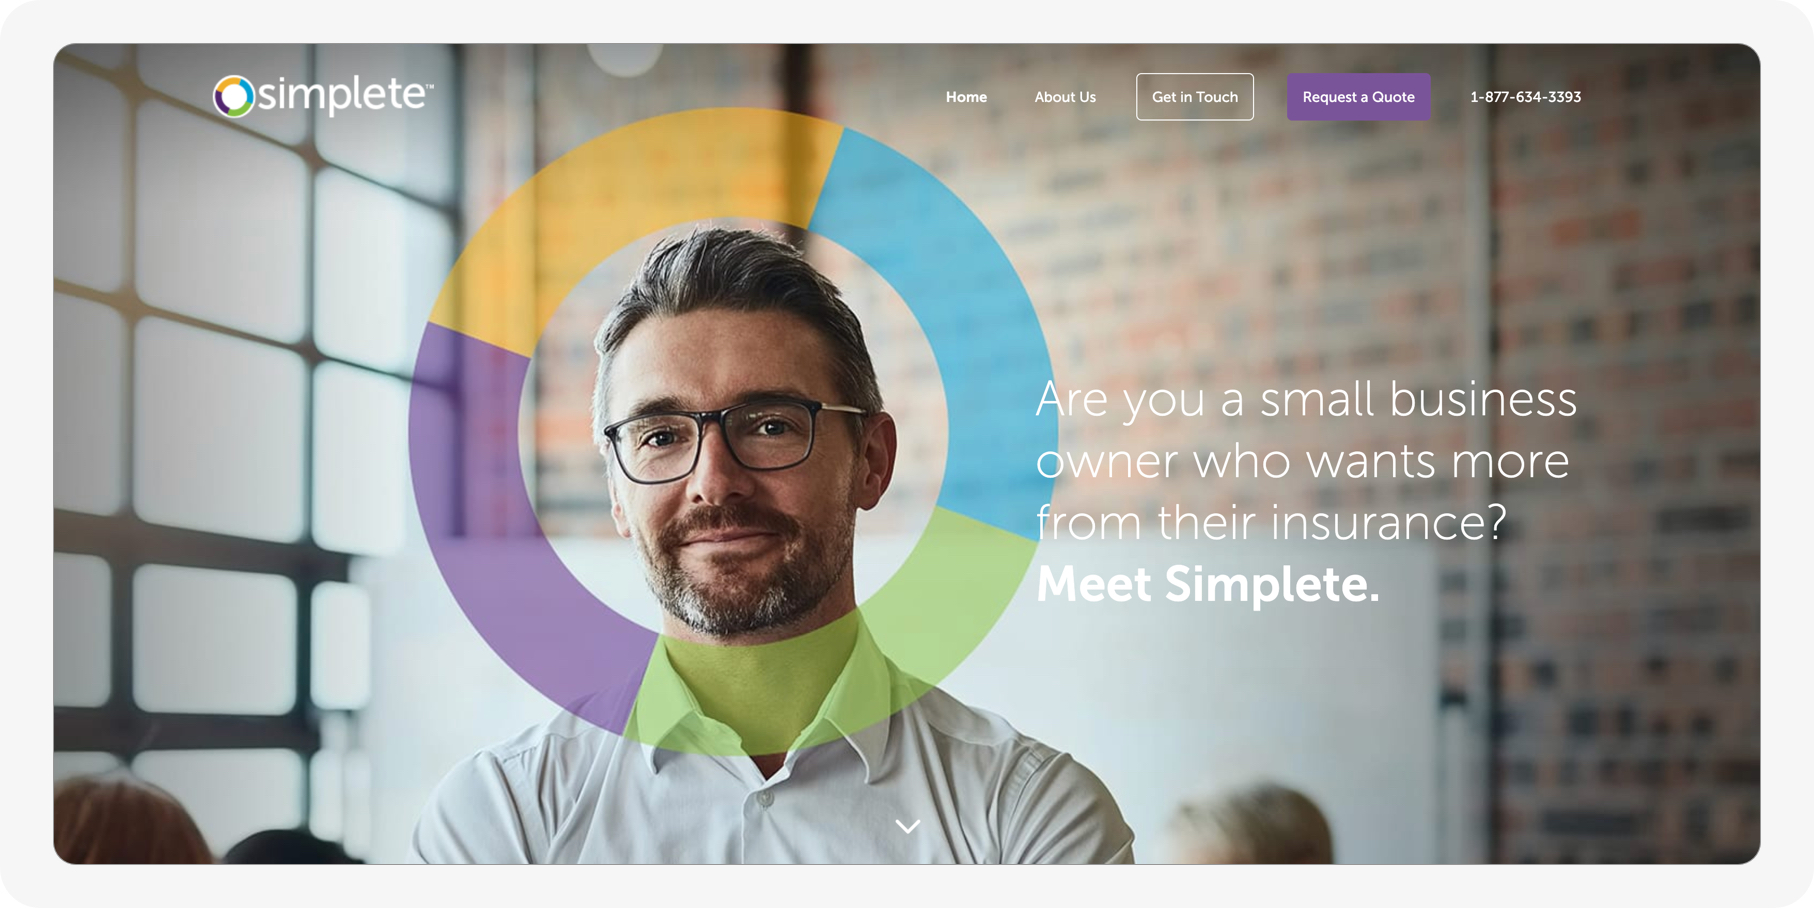 simplete™
Home
About Us
Get in Touch
Request a Quote
1-877-634-3393
Are you a small business
owner who wants more
from their insurance?
Meet Simplete.